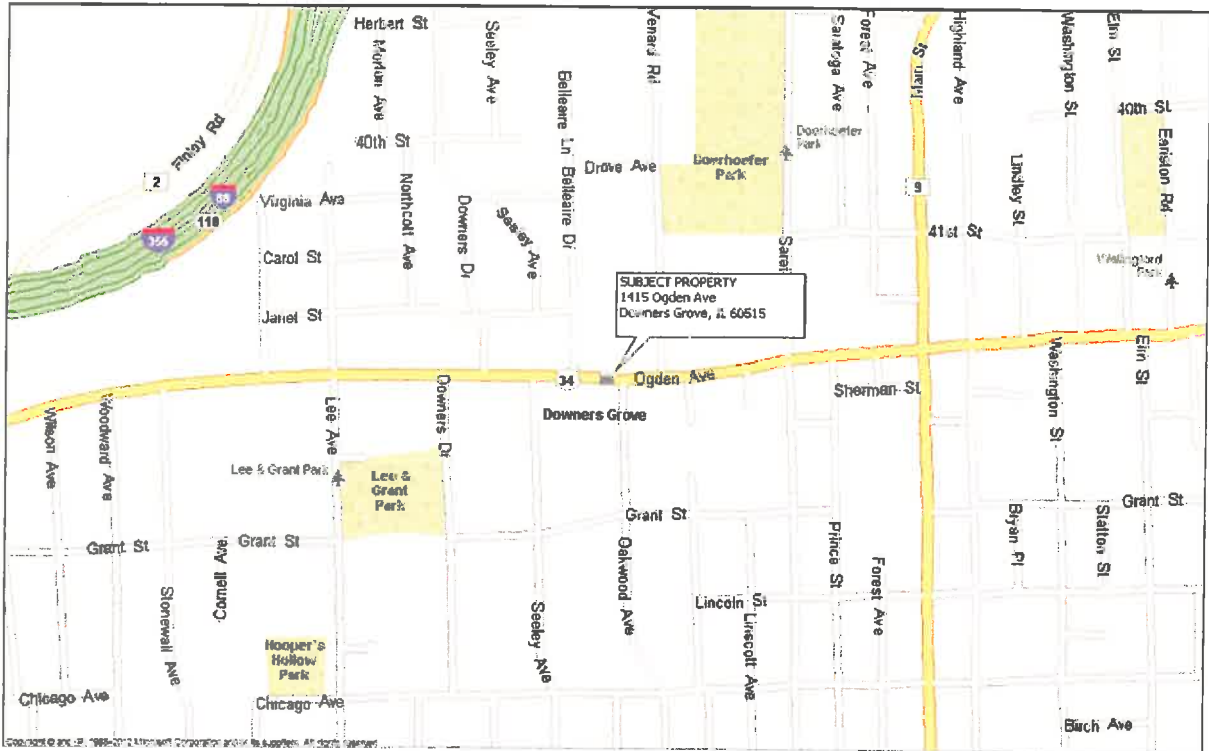 Herbert St
Morton Ave
Seeley Ave
Belleaire Ln
Venard Rd
Saratoga Ave
Forest Ave
Main St
Highland Ave
Washington St
Elm St
40th St
Earlston Rd
Finley Rd
2
88
355
118
40th St
Drove Ave
Doerhoefer
Park
Doerhoefer
Park
9
Lindley St
41st St
Virginia Ave
Northcott Ave
Downers Dr
Seeley Ave
Belleaire Dr
Carol St
Janet St
Wallingford
Park
SUBJECT PROPERTY
1415 Ogden Ave
Downers Grove, IL 60515
34
Ogden Ave
Sherman St
Washington St
Elm St
Downers Grove
Wilson Ave
Woodward Ave
Lee Ave
Downers Dr
Lee & Grant Park
Lee &
Grant
Park
Grant St
Grant St
Grant St
Grant St
Cornell Ave
Stonewall Ave
Seeley Ave
Oakwood Ave
Prince St
Forest Ave
Bryan Pl
Statton St
Lincoln St
Linscott Ave
Hooper's
Hollow
Park
Chicago Ave
Chicago Ave
Birch Ave